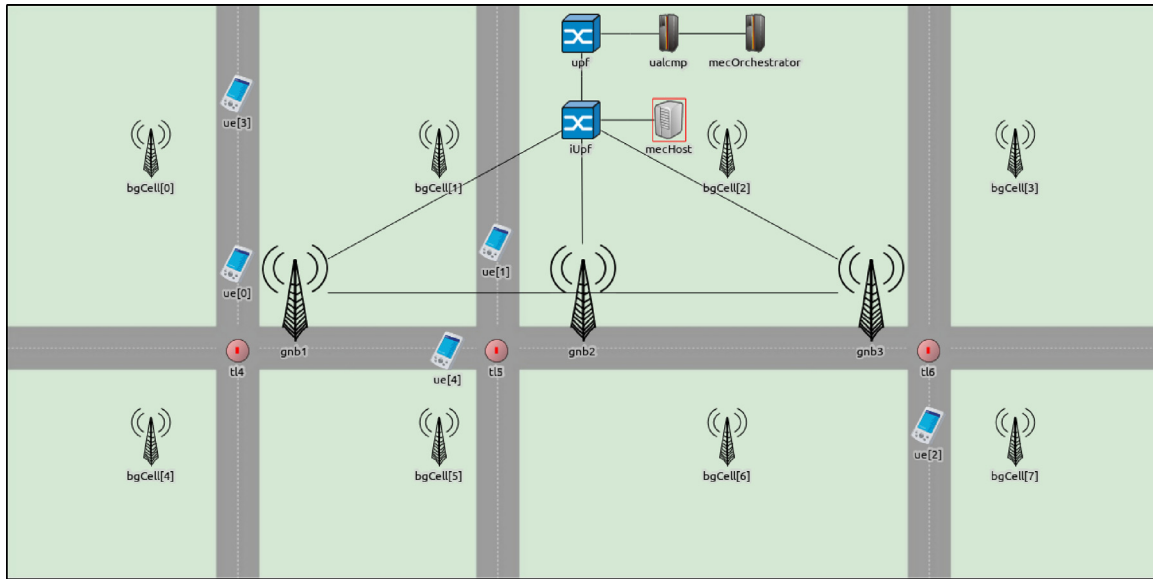 upf
ualcmp
mecOrchestrator
ue[3]
iUpf
mecHost
bgCell[0]
bgCell[1]
bgCell[2]
bgCell[3]
ue[1]
ue[0]
gnb1
gnb2
gnb3
tl4
ue[4]
tl5
tl6
ue[2]
bgCell[4]
bgCell[5]
bgCell[6]
bgCell[7]